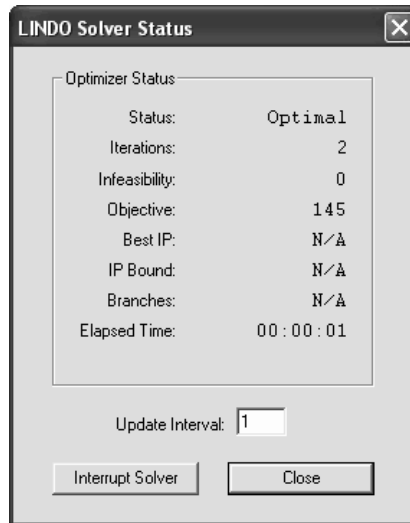 LINDO Solver Status
Optimizer Status
Status: Optimal
Iterations: 2
Infeasibility: 0
Objective: 145
Best IP: N/A
IP Bound: N/A
Branches: N/A
Elapsed Time: 00:00:01
Update Interval: 1
Interrupt Solver Close